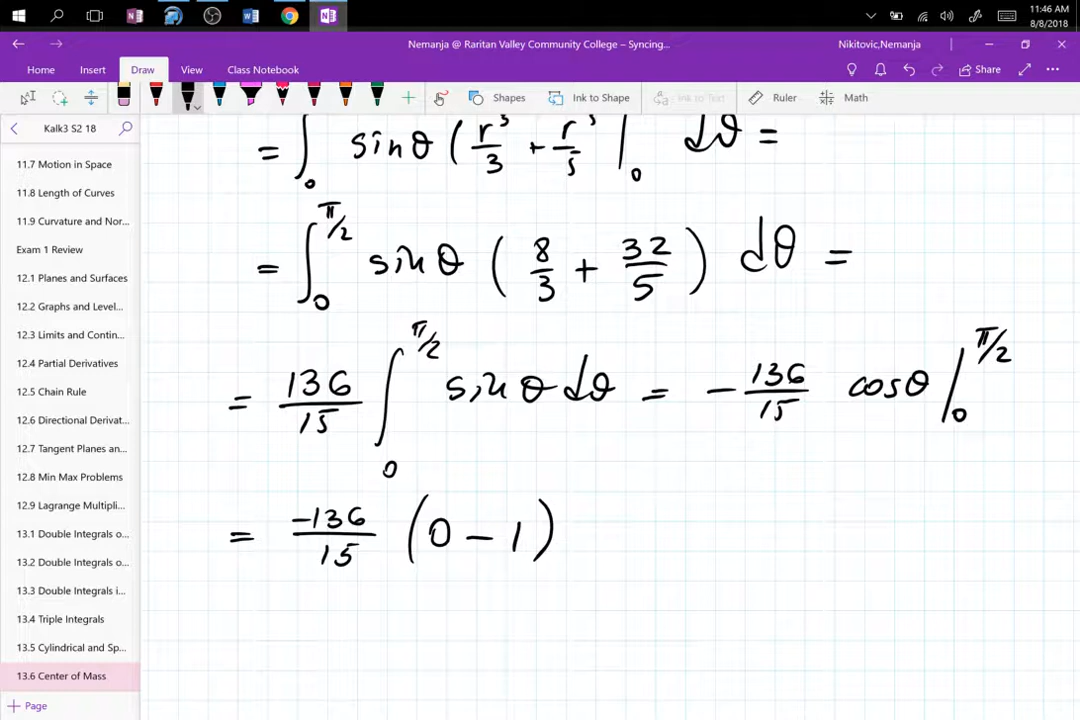 11:46 AM
8/8/2018
Nemanja @ Raritan Valley Community College – Syncing...
Nikitovic,Nemanja
Home Insert Draw View Class Notebook Share
Shapes Ink to Shape Ink to Text Ruler Math
Kalk3 S2 18
11.7 Motion in Space
11.8 Length of Curves
11.9 Curvature and Nor...
Exam 1 Review
12.1 Planes and Surfaces
12.2 Graphs and Level...
12.3 Limits and Contin...
12.4 Partial Derivatives
12.5 Chain Rule
12.6 Directional Derivat...
12.7 Tangent Planes an...
12.8 Min Max Problems
12.9 Lagrange Multipli...
13.1 Double Integrals o...
13.2 Double Integrals o...
13.3 Double Integrals i...
13.4 Triple Integrals
13.5 Cylindrical and Sp...
13.6 Center of Mass
+ Page
= ∫₀ sinθ (r³/3 + r⁵/5 |₀ dθ =
= ∫₀^π/2 sinθ (8/3 + 32/5) dθ =
= 136/15 ∫₀^π/2 sinθ dθ = -136/15 cosθ |₀^π/2
= -136/15 (0 - 1)